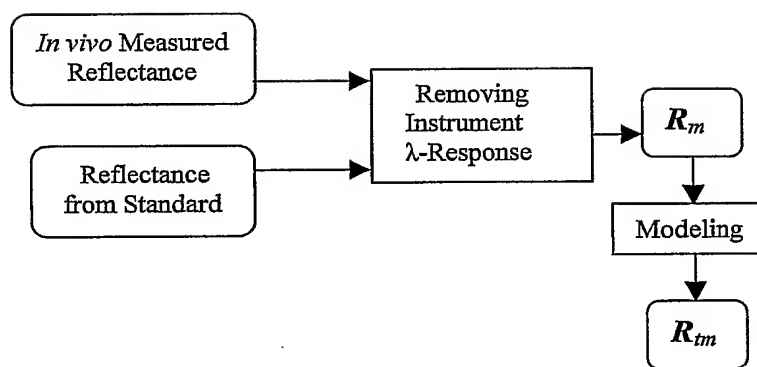 In vivo Measured
Reflectance
Reflectance
from Standard
Removing
Instrument
λ-Response
Rm
Modeling
Rtm